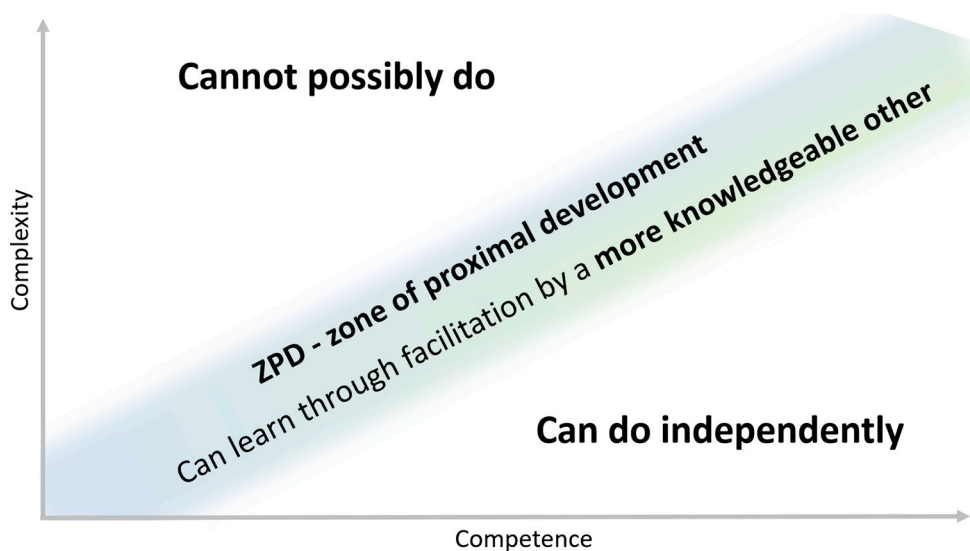 Cannot possibly do
ZPD - zone of proximal development
Can learn through facilitation by a more knowledgeable other
Can do independently
Complexity
Competence